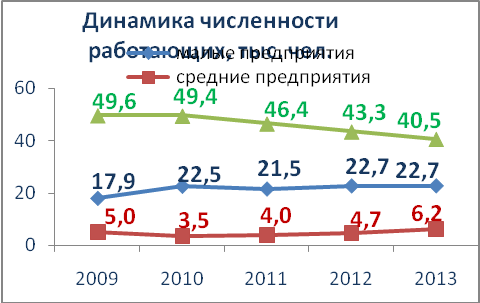 Динамика численности
работающих, тыс. чел.
малые предприятия
средние предприятия
60
49,6 49,4 46,4 43,3 40,5
40
17,9 22,5 21,5 22,7 22,7
20
5,0 3,5 4,0 4,7 6,2
0
2009 2010 2011 2012 2013